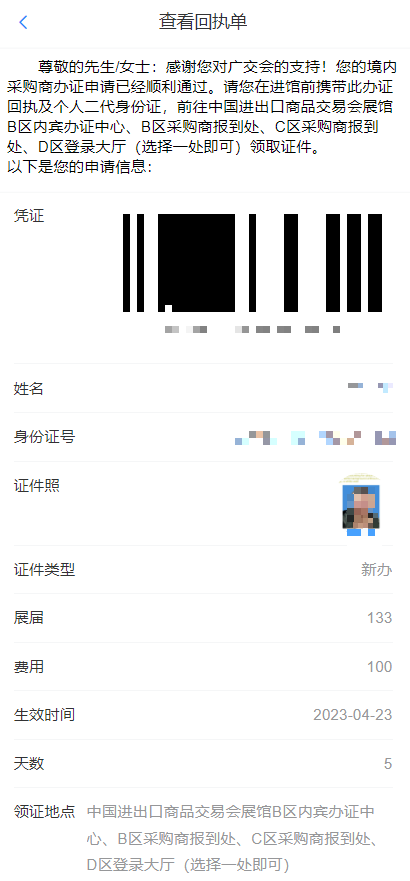 查看回执单
尊敬的先生/女士：感谢您对广交会的支持！您的境内
采购商办证申请已经顺利通过。请您在进馆前携带此办证
回执及个人二代身份证，前往中国进出口商品交易会展馆
B区内宾办证中心、B区采购商报到处、C区采购商报到
处、D区登录大厅（选择一处即可）领取证件。
以下是您的申请信息：
凭证
姓名
身份证号
证件照
证件类型 新办
展届 133
费用 100
生效时间 2023-04-23
天数 5
领证地点 中国进出口商品交易会展馆B区内宾办证中
心、B区采购商报到处、C区采购商报到处、
D区登录大厅（选择一处即可）